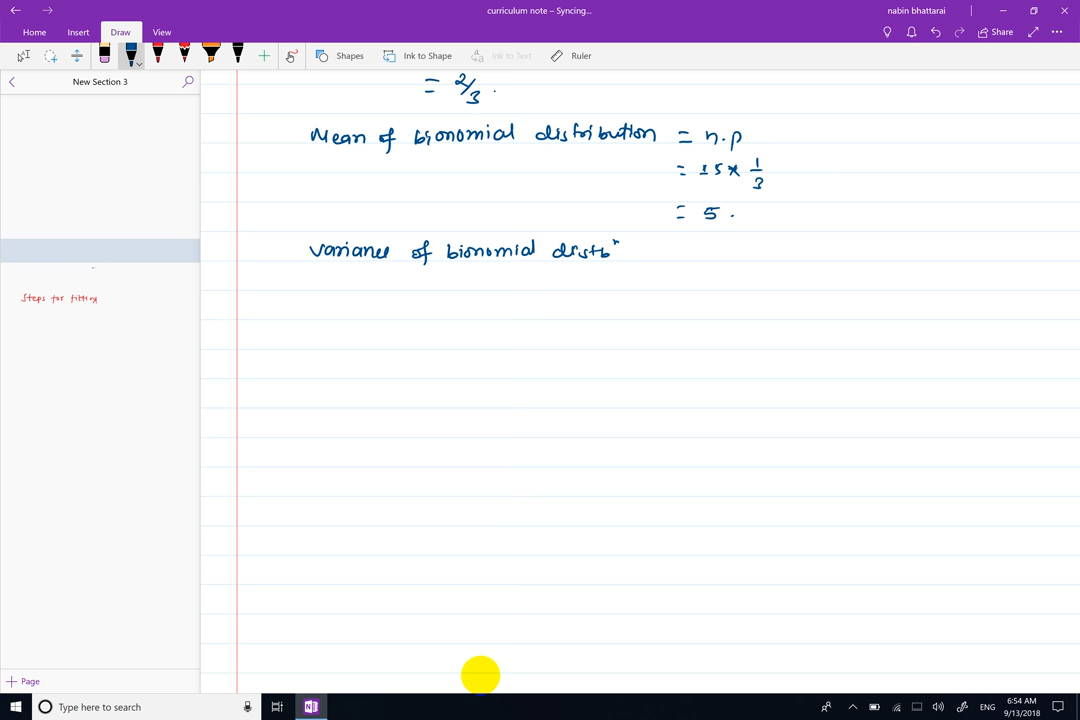 curriculum note – Syncing...
nabin bhattarai
Home
Insert
Draw
View
Share
Shapes
Ink to Shape
Ink to Text
Ruler
New Section 3
= 2/3 .
Mean of bionomial distribution = n.p
= 15 × 1/3
= 5 .
Variance of bionomial distbⁿ
Steps for fitting
Page
Type here to search
ENG
6:54 AM
9/13/2018